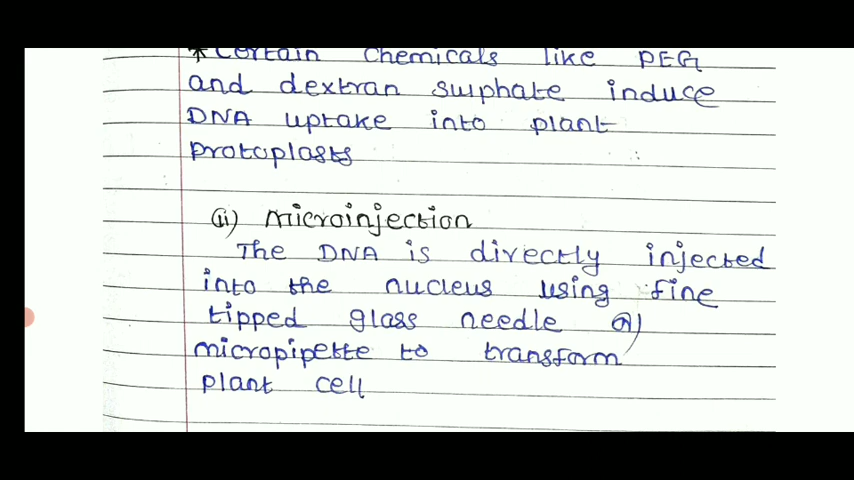 * Certain chemicals like PEG
and dextran sulphate induce
DNA uptake into plant
protoplasts
(ii) Microinjection
The DNA is directly injected
into the nucleus using fine
tipped glass needle (or)
micropipette to transform
plant cell